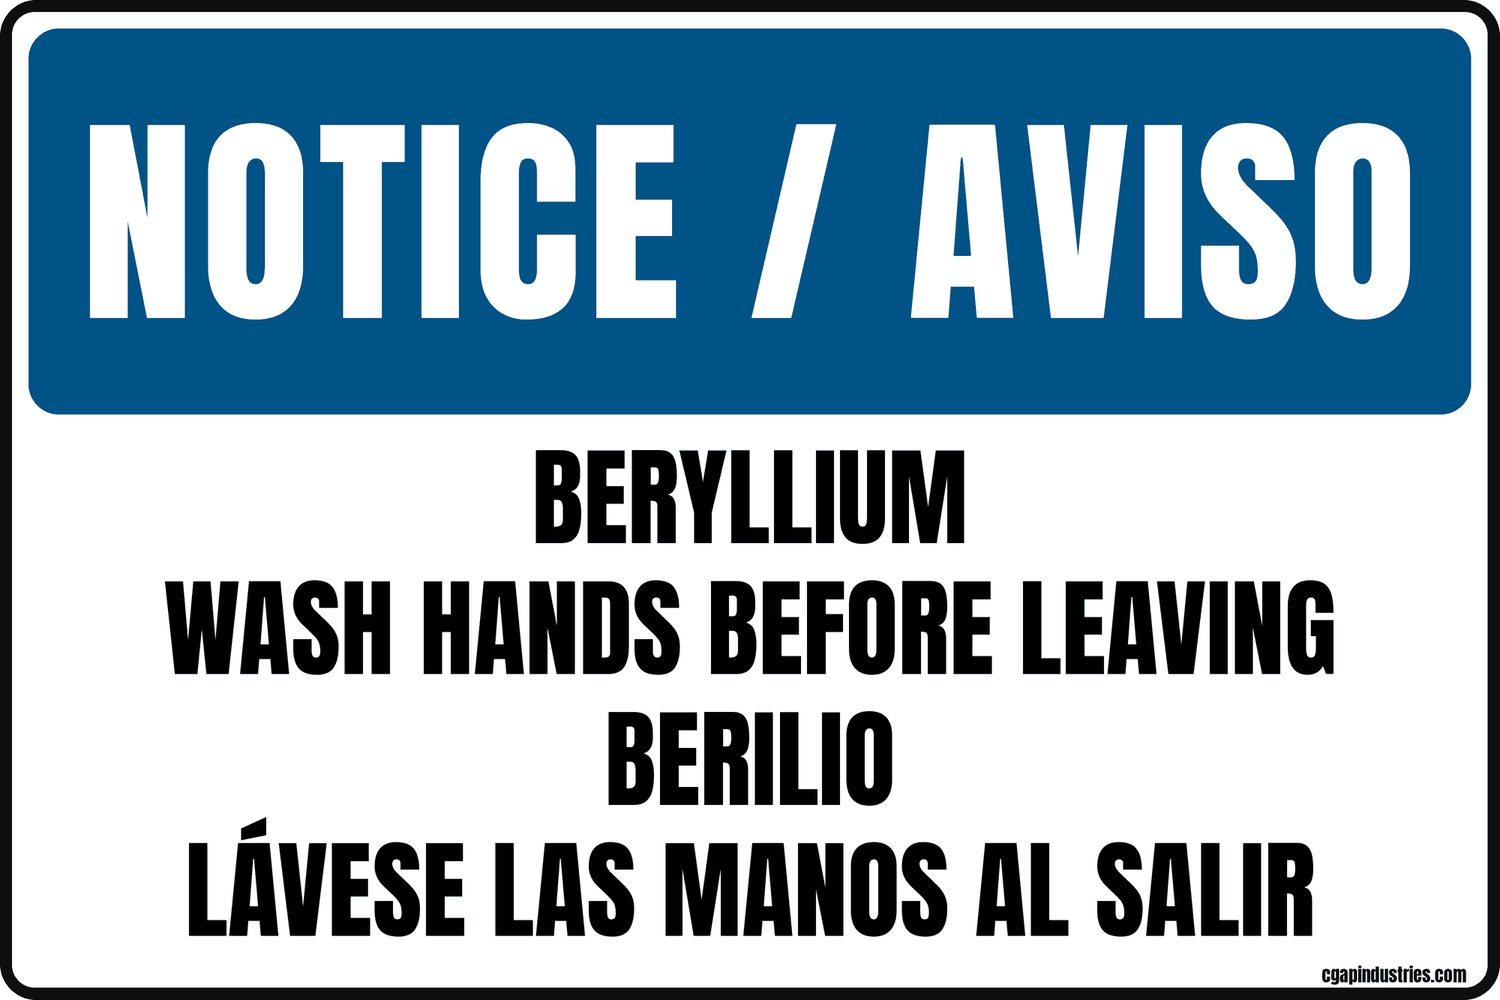 NOTICE / AVISO
BERYLLIUM
WASH HANDS BEFORE LEAVING
BERILIO
LÁVESE LAS MANOS AL SALIR
cgapindustries.com